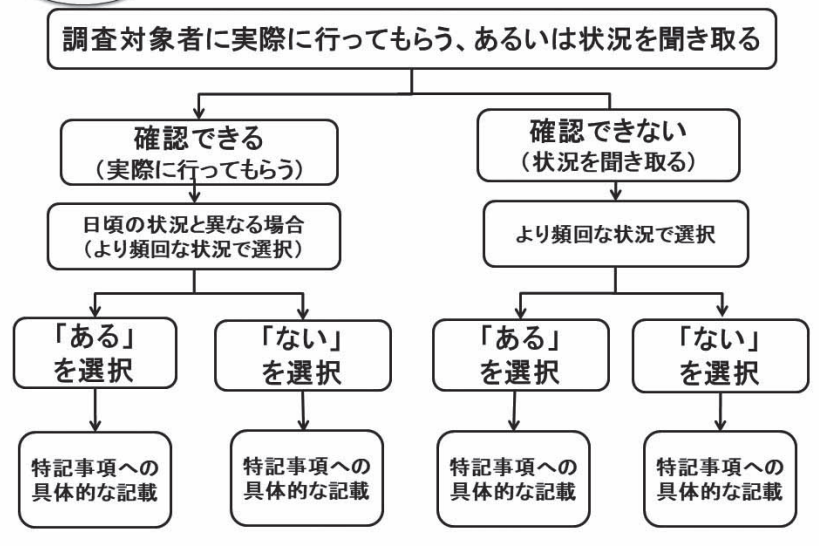 調査対象者に実際に行ってもらう、あるいは状況を聞き取る
確認できる
（実際に行ってもらう）
確認できない
（状況を聞き取る）
日頃の状況と異なる場合
（より頻回な状況で選択）
より頻回な状況で選択
「ある」
を選択
「ない」
を選択
「ある」
を選択
「ない」
を選択
特記事項への
具体的な記載
特記事項への
具体的な記載
特記事項への
具体的な記載
特記事項への
具体的な記載